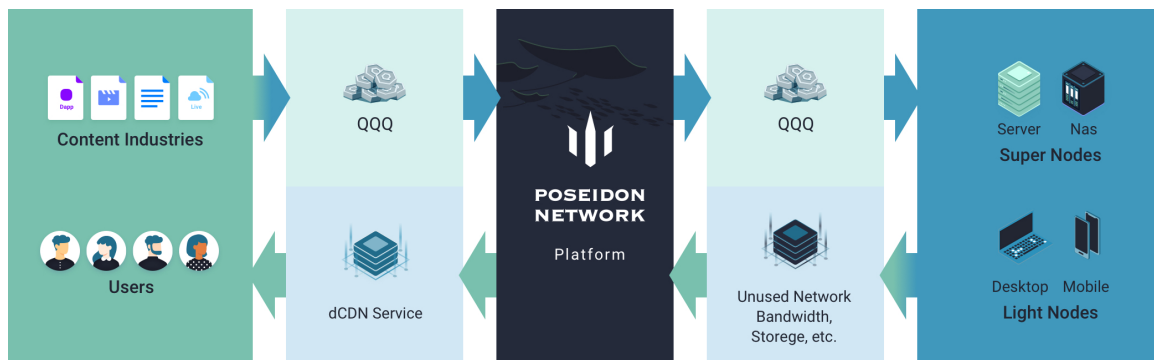 Dapp
Live
Content Industries
Users
QQQ
dCDN Service
POSEIDON
NETWORK
Platform
QQQ
Unused Network
Bandwidth,
Storege, etc.
Server
Nas
Super Nodes
Desktop
Mobile
Light Nodes